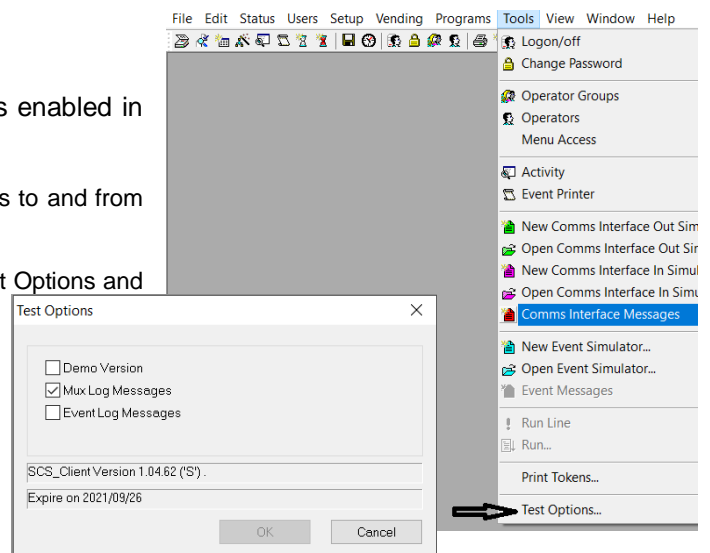 File Edit Status Users Setup Vending Programs Tools View Window Help
s enabled in
s to and from
t Options and
Logon/off
Change Password
Operator Groups
Operators
Menu Access
Activity
Event Printer
New Comms Interface Out Sim
Open Comms Interface Out Sim
New Comms Interface In Simul
Open Comms Interface In Simu
Comms Interface Messages
New Event Simulator...
Open Event Simulator...
Event Messages
Run Line
Run...
Print Tokens...
Test Options...
Test Options
Demo Version
Mux Log Messages
Event Log Messages
SCS_Client Version 1.04.62 ('S') .
Expire on 2021/09/26
OK Cancel